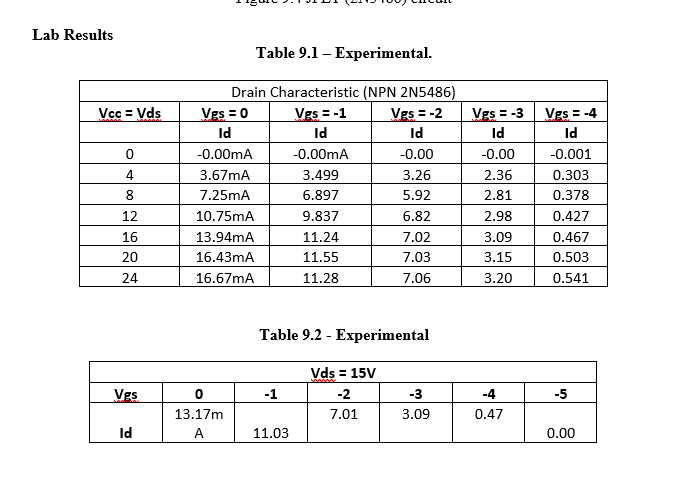 Lab Results
Table 9.1 – Experimental.
Drain Characteristic (NPN 2N5486)
Vcc = Vds Vgs = 0 Vgs = -1 Vgs = -2 Vgs = -3 Vgs = -4
Id Id Id Id Id
0 -0.00mA -0.00mA -0.00 -0.00 -0.001
4 3.67mA 3.499 3.26 2.36 0.303
8 7.25mA 6.897 5.92 2.81 0.378
12 10.75mA 9.837 6.82 2.98 0.427
16 13.94mA 11.24 7.02 3.09 0.467
20 16.43mA 11.55 7.03 3.15 0.503
24 16.67mA 11.28 7.06 3.20 0.541
Table 9.2 - Experimental
Vds = 15V
Vgs 0 -1 -2 -3 -4 -5
13.17m 7.01 3.09 0.47
Id A 11.03 0.00